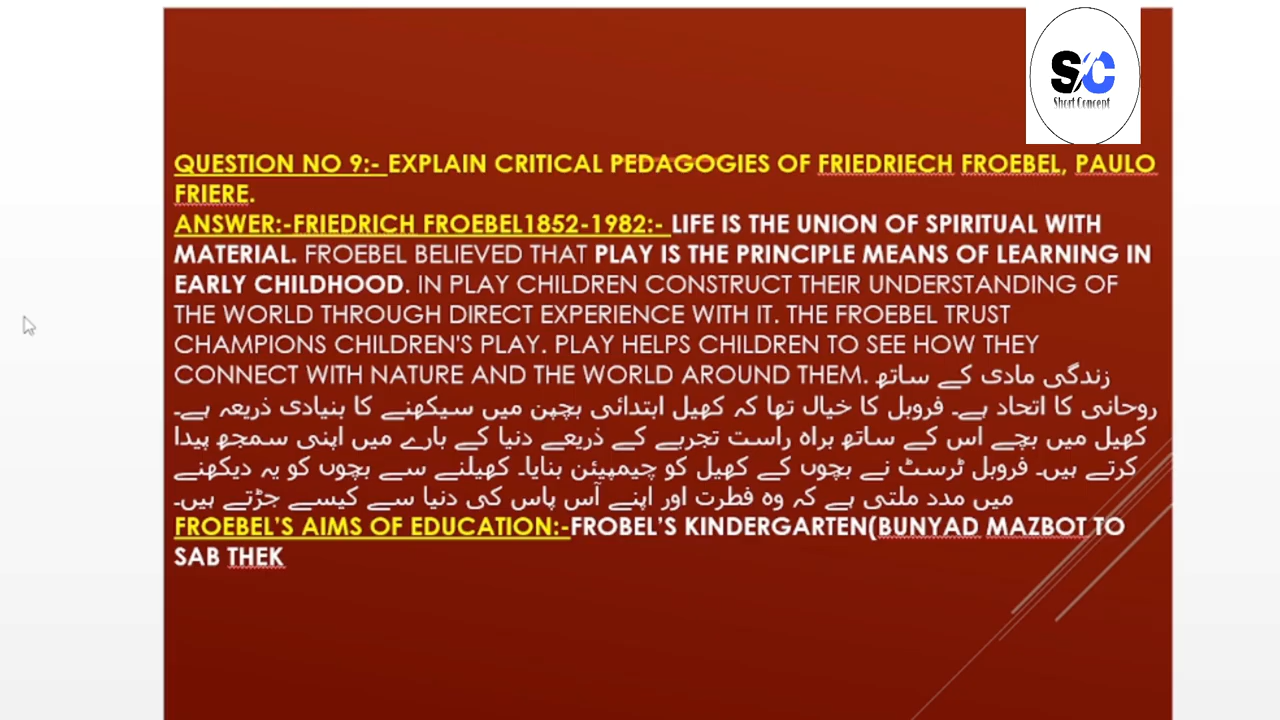 S/C
Short Concept
QUESTION NO 9:- EXPLAIN CRITICAL PEDAGOGIES OF FRIEDRIECH FROEBEL, PAULO
FRIERE.
ANSWER:-FRIEDRICH FROEBEL1852-1982:- LIFE IS THE UNION OF SPIRITUAL WITH
MATERIAL. FROEBEL BELIEVED THAT PLAY IS THE PRINCIPLE MEANS OF LEARNING IN
EARLY CHILDHOOD. IN PLAY CHILDREN CONSTRUCT THEIR UNDERSTANDING OF
THE WORLD THROUGH DIRECT EXPERIENCE WITH IT. THE FROEBEL TRUST
CHAMPIONS CHILDREN'S PLAY. PLAY HELPS CHILDREN TO SEE HOW THEY
CONNECT WITH NATURE AND THE WORLD AROUND THEM. زندگی مادی کے ساتھ
روحانی کا اتحاد ہے۔ فروبل کا خیال تھا کہ کھیل ابتدائی بچپن میں سیکھنے کا بنیادی ذریعہ ہے۔
کھیل میں بچے اس کے ساتھ براہ راست تجربے کے ذریعے دنیا کے بارے میں اپنی سمجھ پیدا
کرتے ہیں۔ فروبل ٹرسٹ نے بچوں کے کھیل کو چیمپیئن بنایا۔ کھیلنے سے بچوں کو یہ دیکھنے
میں مدد ملتی ہے کہ وہ فطرت اور اپنے آس پاس کی دنیا سے کیسے جڑتے ہیں۔
FROEBEL'S AIMS OF EDUCATION:-FROBEL'S KINDERGARTEN(BUNYAD MAZBOT TO
SAB THEK